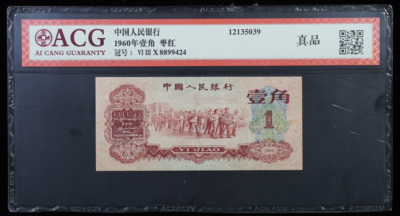 ACG
AI CANG GUARANTY
中国人民银行
1960年壹角 枣红
冠号： VI III X 8899424
12135039
真品
中国人民银行
壹角
1
YI JIAO